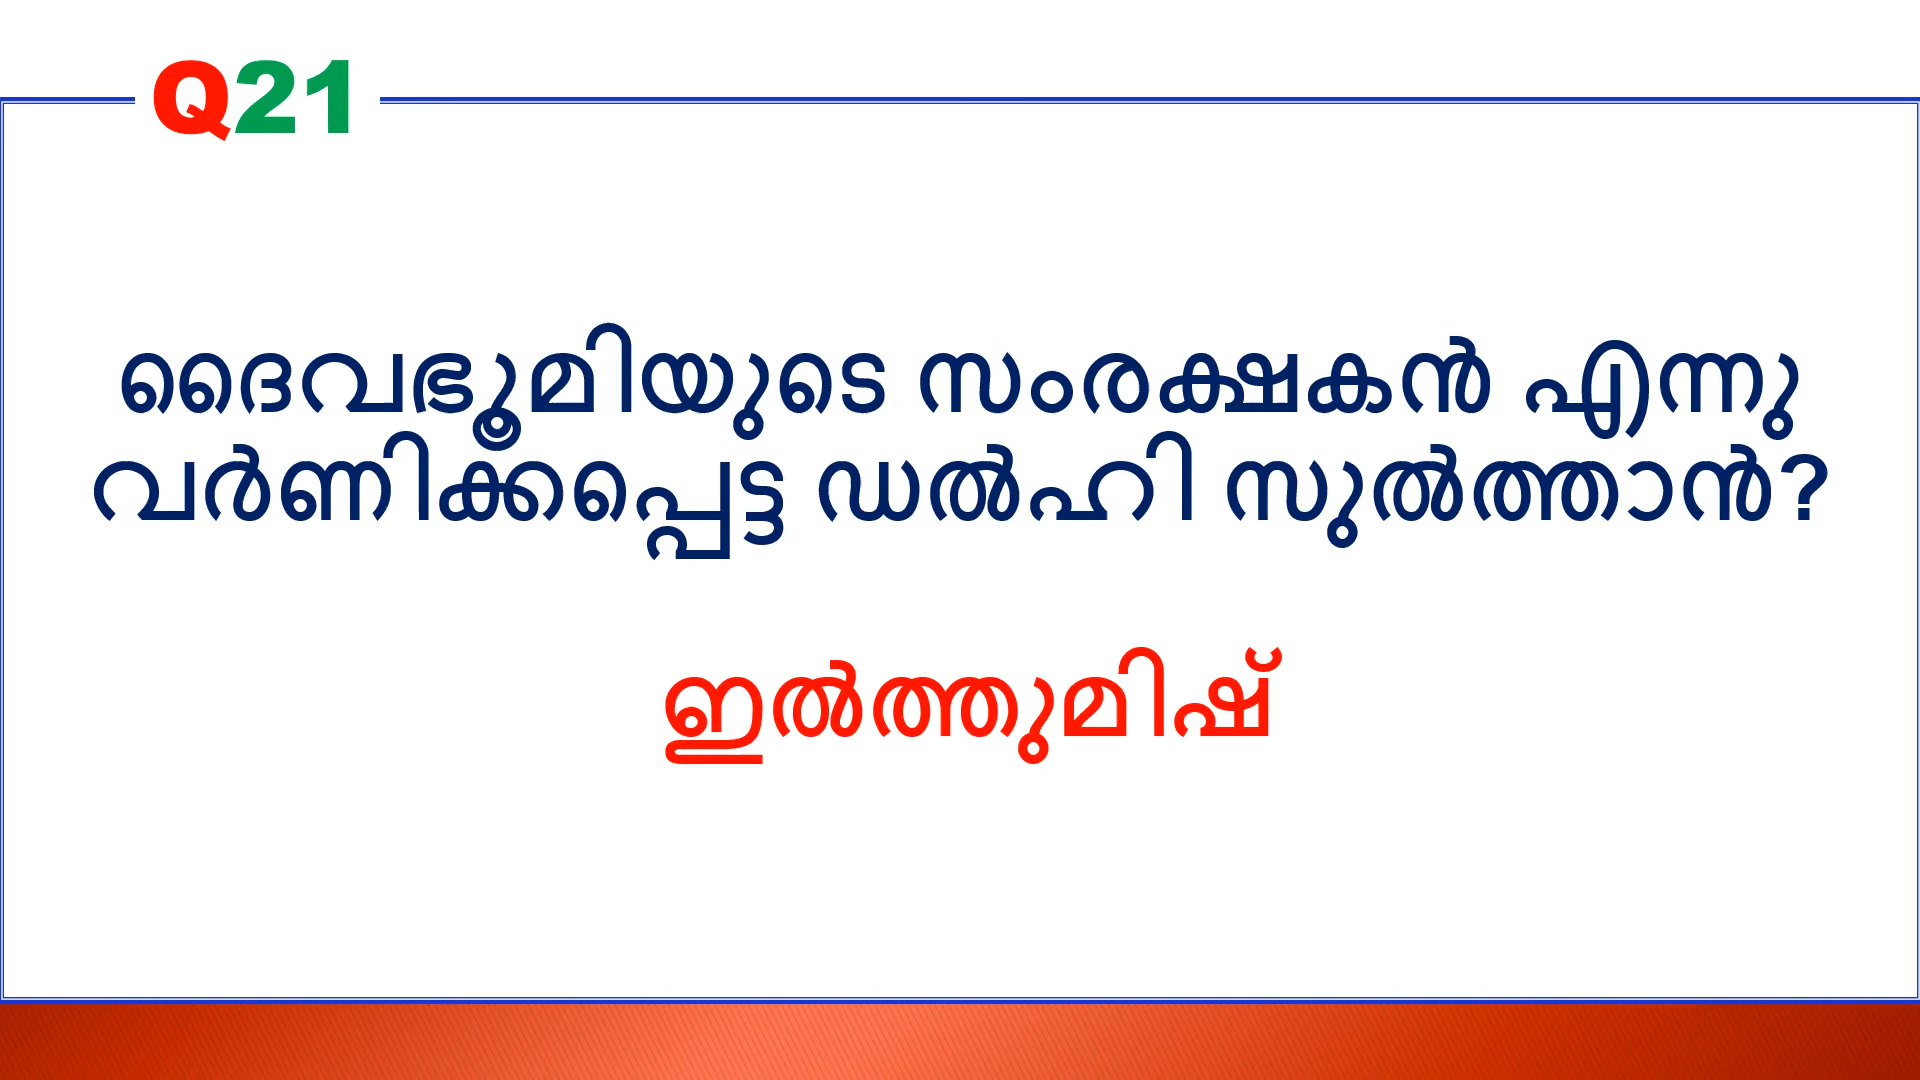 Q21
ദൈവഭൂമിയുടെ സംരക്ഷകൻ എന്നു
വർണിക്കപ്പെട്ട ഡൽഹി സുൽത്താൻ?
ഇൽത്തുമിഷ്